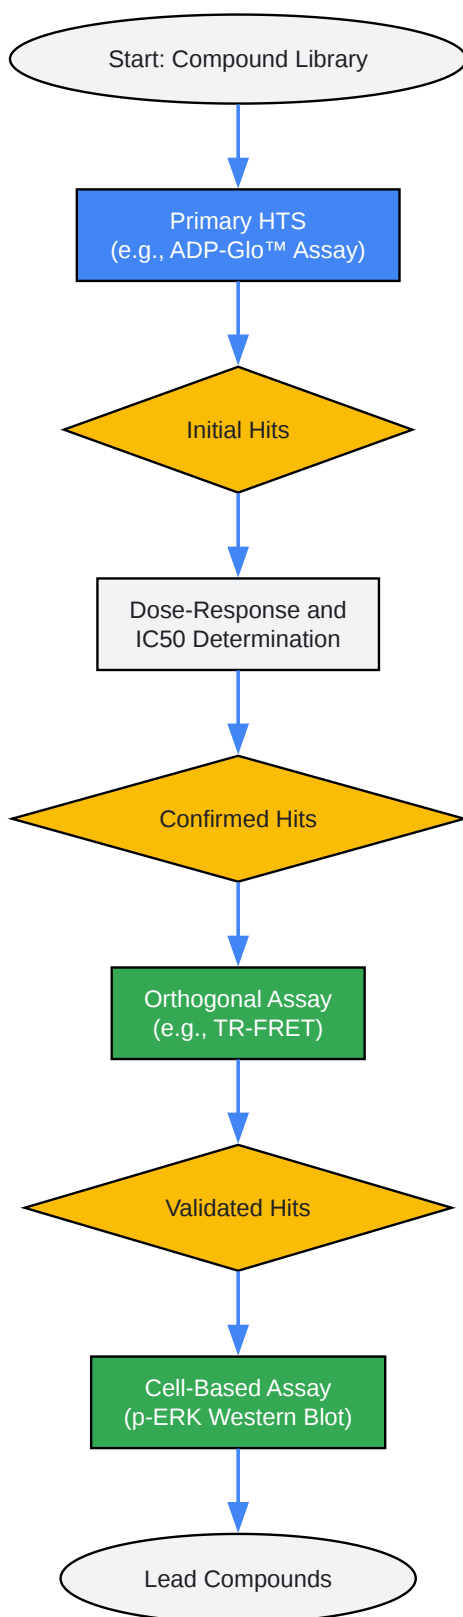 Start: Compound Library
Primary HTS
(e.g., ADP-Glo™ Assay)
Initial Hits
Dose-Response and
IC50 Determination
Confirmed Hits
Orthogonal Assay
(e.g., TR-FRET)
Validated Hits
Cell-Based Assay
(p-ERK Western Blot)
Lead Compounds